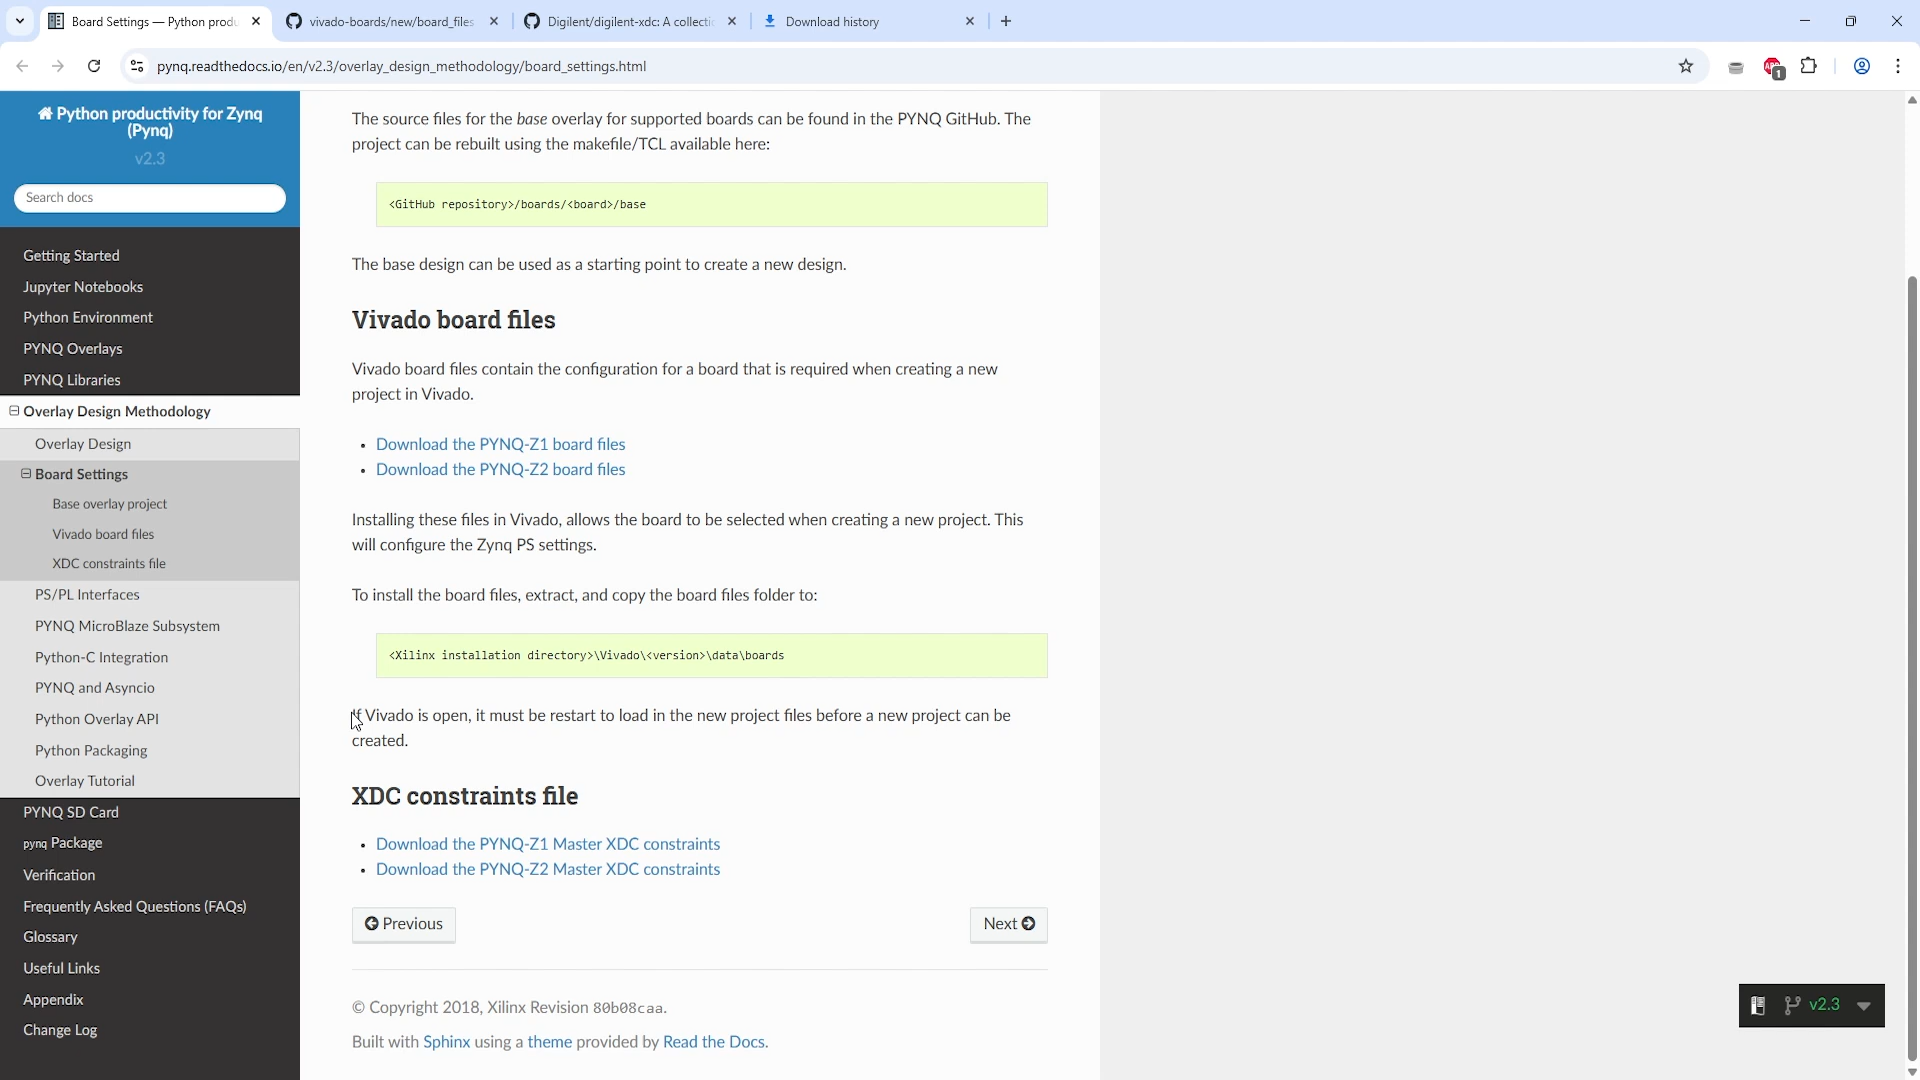 Board Settings — Python produ
vivado-boards/new/board_files
Digilent/digilent-xdc: A collectic
Download history
pynq.readthedocs.io/en/v2.3/overlay_design_methodology/board_settings.html
1
Python productivity for Zynq
(Pynq)
v2.3
Search docs
Getting Started
Jupyter Notebooks
Python Environment
PYNQ Overlays
PYNQ Libraries
Overlay Design Methodology
Overlay Design
Board Settings
Base overlay project
Vivado board files
XDC constraints file
PS/PL Interfaces
PYNQ MicroBlaze Subsystem
Python-C Integration
PYNQ and Asyncio
Python Overlay API
Python Packaging
Overlay Tutorial
PYNQ SD Card
pynq Package
Verification
Frequently Asked Questions (FAQs)
Glossary
Useful Links
Appendix
Change Log
The source files for the base overlay for supported boards can be found in the PYNQ GitHub. The
project can be rebuilt using the makefile/TCL available here:
<GitHub repository>/boards/<board>/base
The base design can be used as a starting point to create a new design.
Vivado board files
Vivado board files contain the configuration for a board that is required when creating a new
project in Vivado.
• Download the PYNQ-Z1 board files
• Download the PYNQ-Z2 board files
Installing these files in Vivado, allows the board to be selected when creating a new project. This
will configure the Zynq PS settings.
To install the board files, extract, and copy the board files folder to:
<Xilinx installation directory>\Vivado\<version>\data\boards
If Vivado is open, it must be restart to load in the new project files before a new project can be
created.
XDC constraints file
• Download the PYNQ-Z1 Master XDC constraints
• Download the PYNQ-Z2 Master XDC constraints
Previous
Next
© Copyright 2018, Xilinx Revision 80b08caa.
Built with Sphinx using a theme provided by Read the Docs.
v2.3